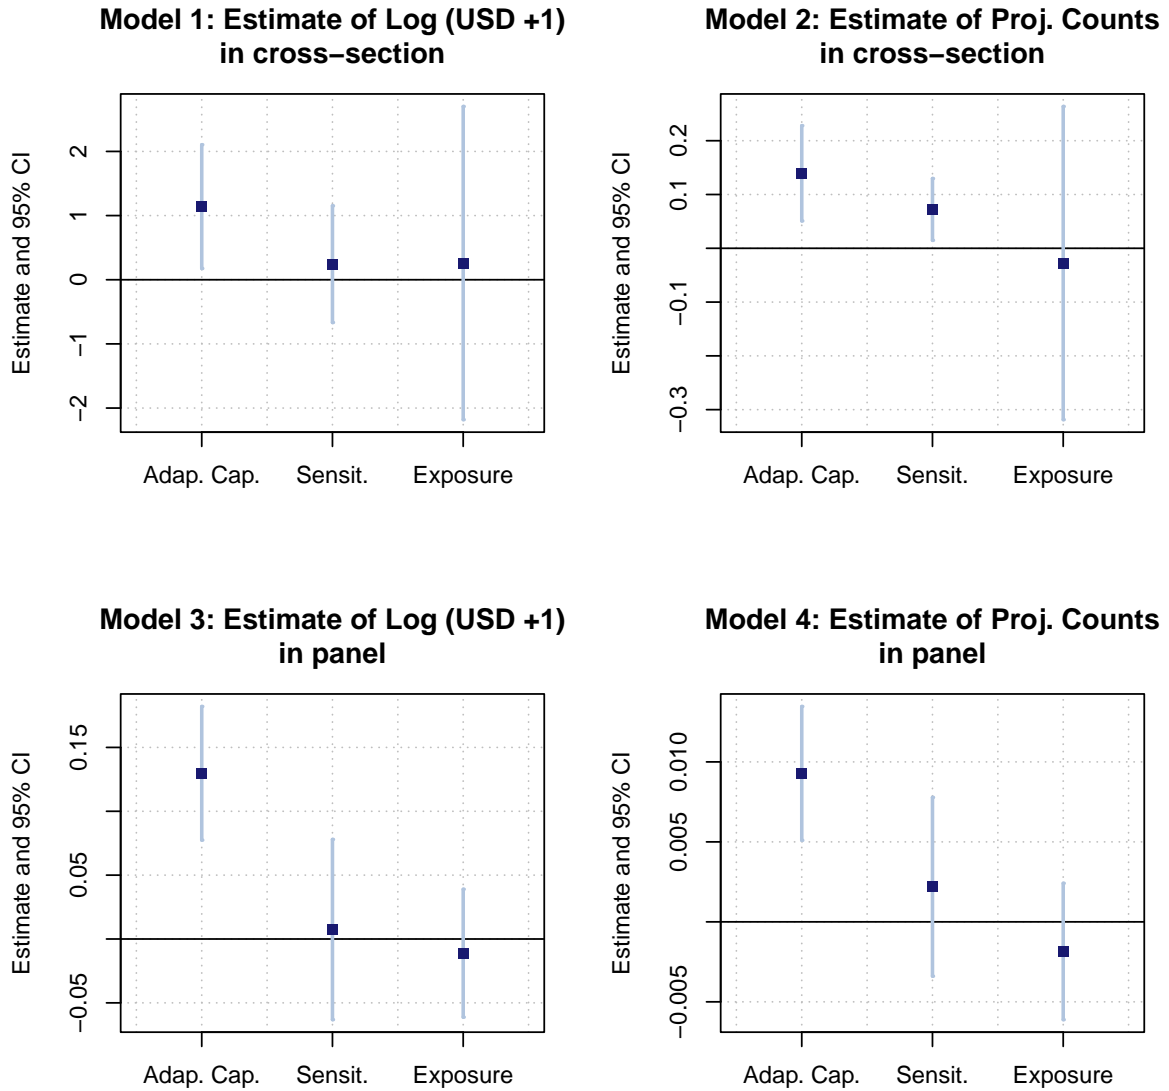 Model 1: Estimate of Log (USD +1)
in cross−section
Estimate and 95% CI
2
1
0
−1
−2
Adap. Cap.
Sensit.
Exposure
Model 2: Estimate of Proj. Counts
in cross−section
Estimate and 95% CI
0.2
0.1
−0.1
−0.3
Adap. Cap.
Sensit.
Exposure
Model 3: Estimate of Log (USD +1)
in panel
Estimate and 95% CI
0.15
0.05
−0.05
Adap. Cap.
Sensit.
Exposure
Model 4: Estimate of Proj. Counts
in panel
Estimate and 95% CI
0.010
0.005
−0.005
Adap. Cap.
Sensit.
Exposure